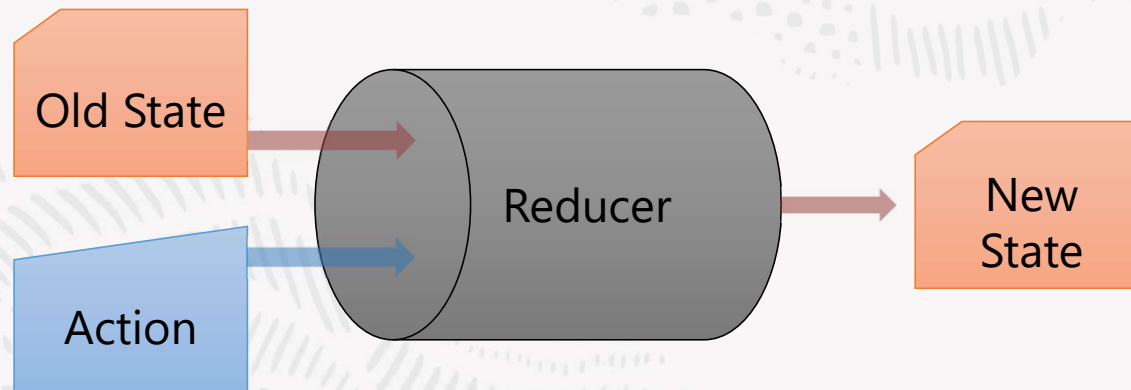 Old State
Action
Reducer
New
State